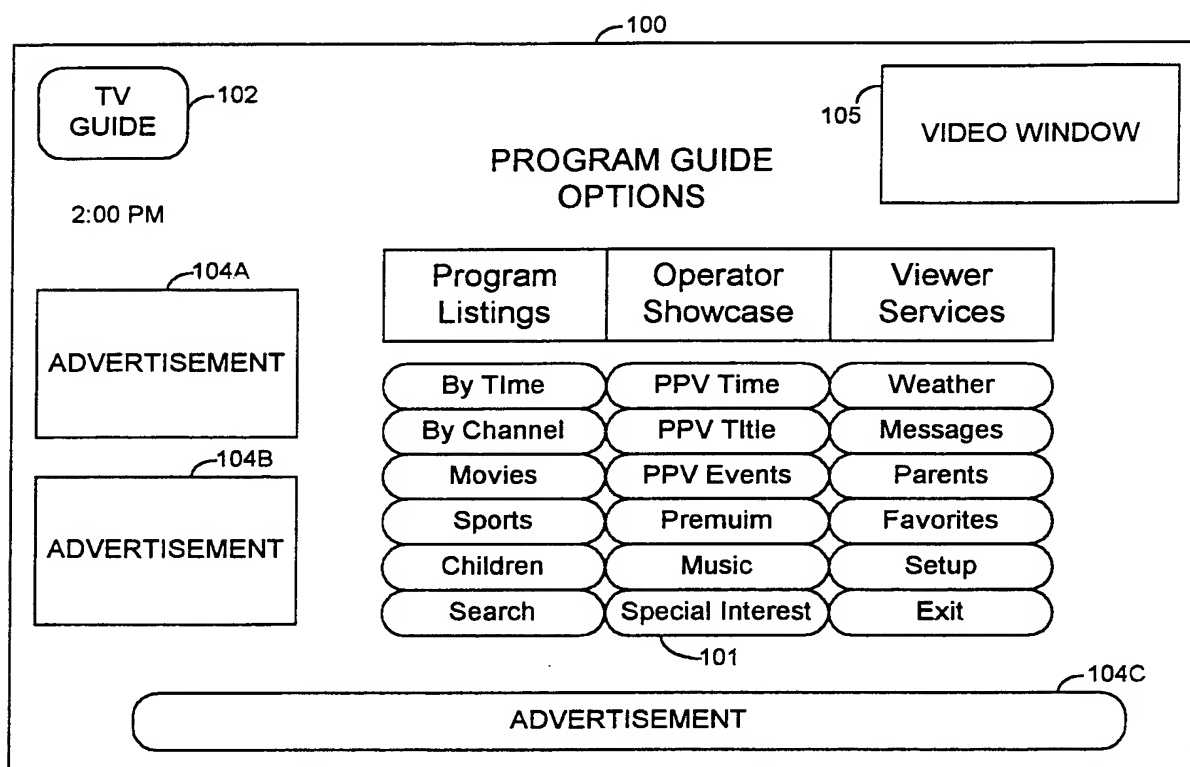 100
TV
GUIDE
102
105
VIDEO WINDOW
PROGRAM GUIDE
OPTIONS
2:00 PM
104A
ADVERTISEMENT
104B
ADVERTISEMENT
Program
Listings
Operator
Showcase
Viewer
Services
By TIme
PPV Time
Weather
By Channel
PPV TItle
Messages
Movies
PPV Events
Parents
Sports
Premuim
Favorites
Children
Music
Setup
Search
Special Interest
Exit
101
104C
ADVERTISEMENT